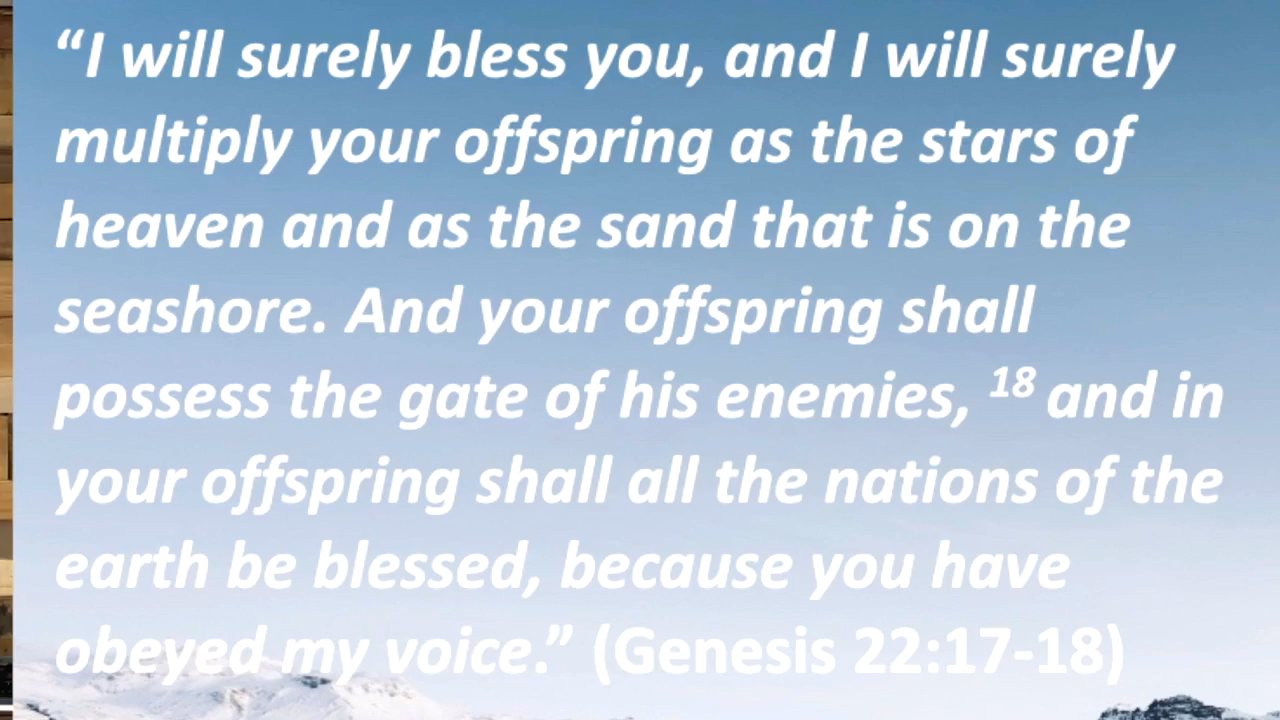 “I will surely bless you, and I will surely
multiply your offspring as the stars of
heaven and as the sand that is on the
seashore. And your offspring shall
possess the gate of his enemies, 18 and in
your offspring shall all the nations of the
earth be blessed, because you have
obeyed my voice.” (Genesis 22:17-18)